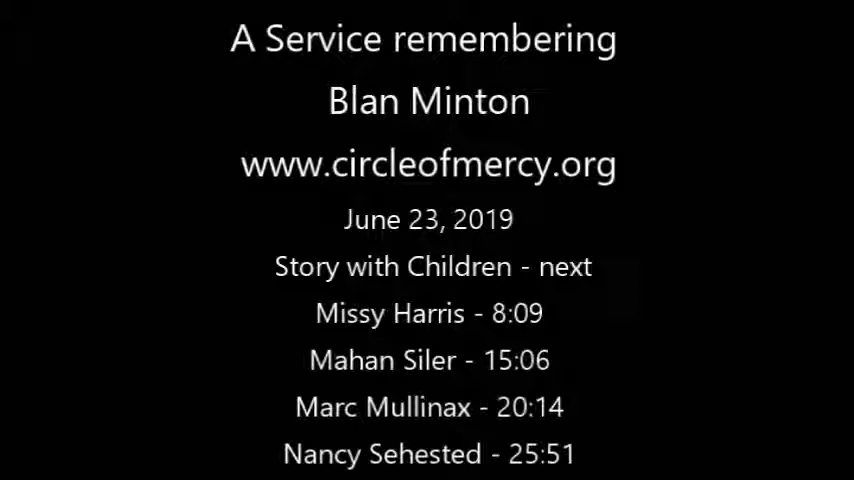 A Service remembering
Blan Minton
www.circleofmercy.org
June 23, 2019
Story with Children - next
Missy Harris - 8:09
Mahan Siler - 15:06
Marc Mullinax - 20:14
Nancy Sehested - 25:51